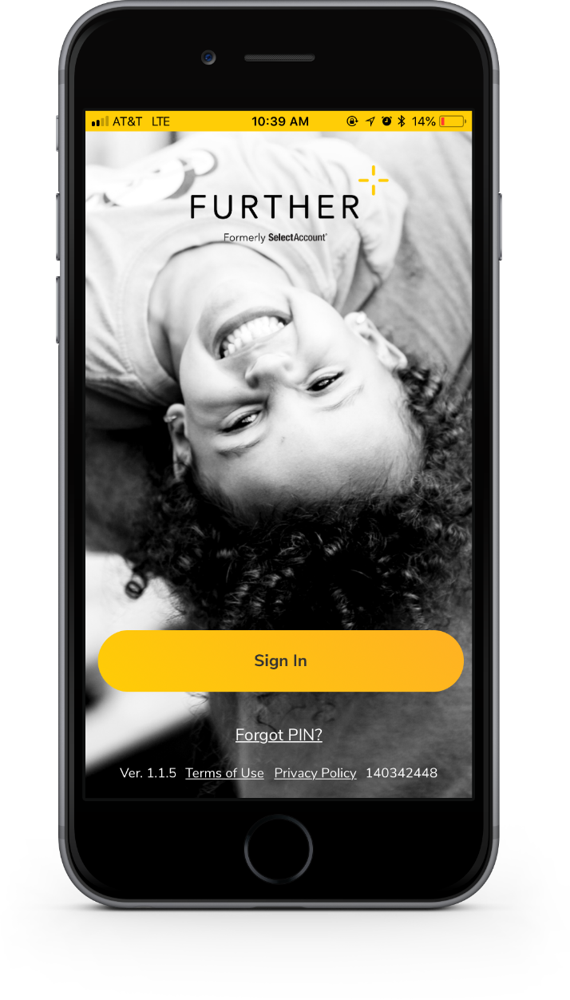 AT&T LTE 10:39 AM 14%
FURTHER
Formerly SelectAccount®
Sign In
Forgot PIN?
Ver. 1.1.5 Terms of Use Privacy Policy 140342448